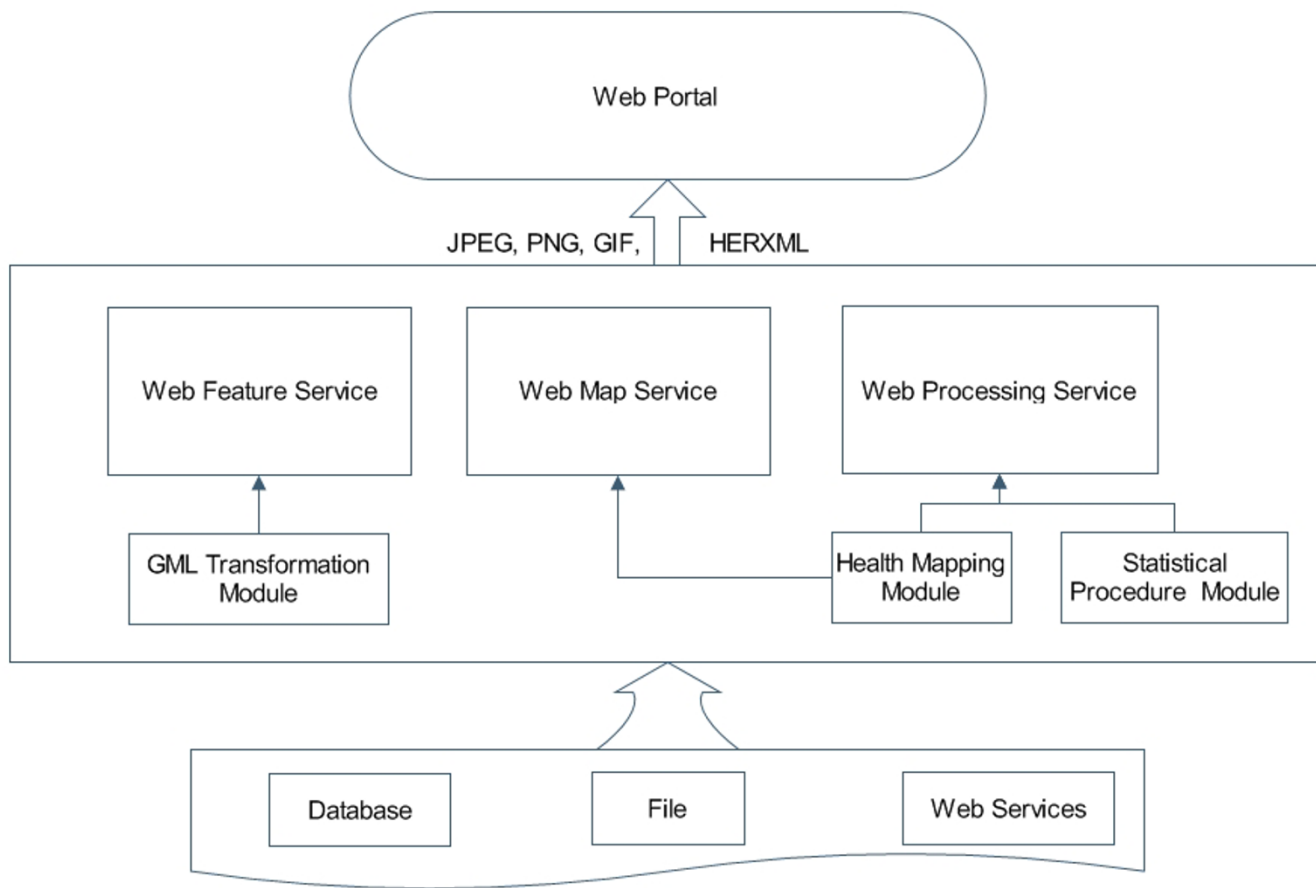 Web Portal
JPEG, PNG, GIF, HERXML
Web Feature Service
Web Map Service
Web Processing Service
GML Transformation
Module
Health Mapping
Module
Statistical
Procedure Module
Database
File
Web Services